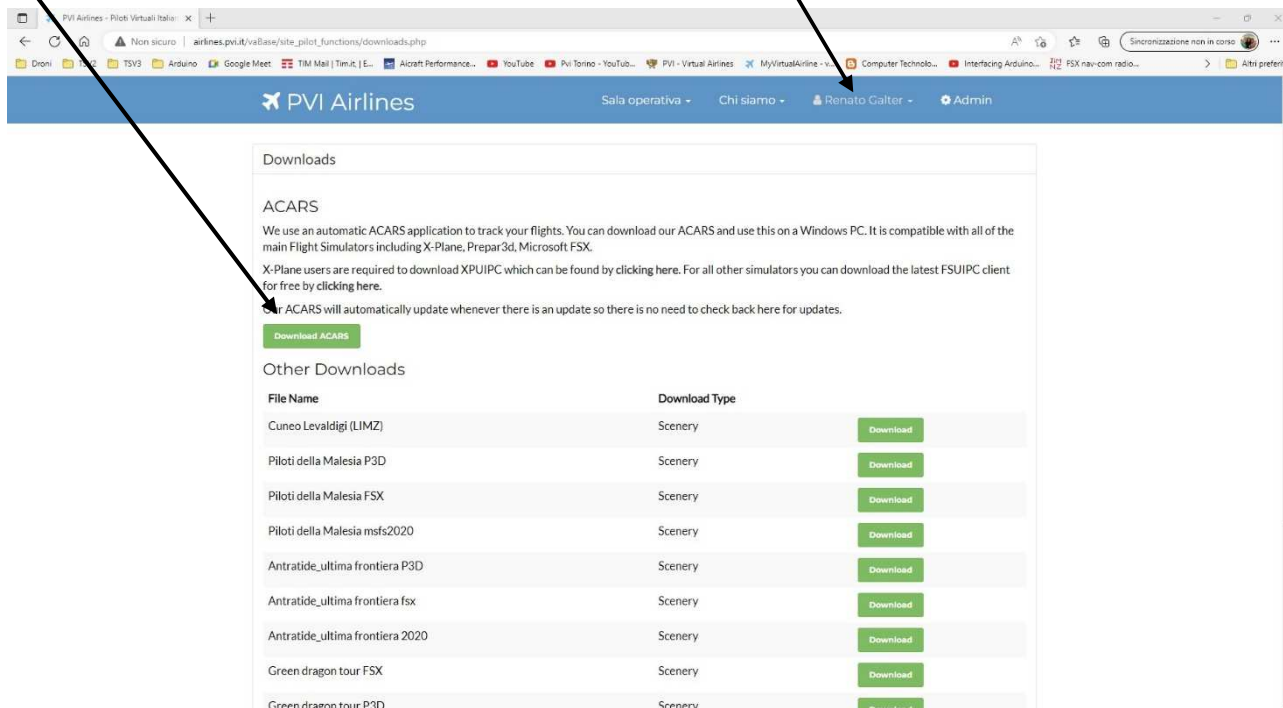 PVI Airlines - Piloti Virtuali Italia
Non sicuro | airlines.pvi.it/vaBase/site_pilot_functions/downloads.php
Sincronizzazione non in corso
Droni TSV3 Arduino Google Meet TIM Mail | Tim.it, | E... Aicraft Performance... YouTube Pvi Torino - YouTub... PVI - Virtual Airlines MyVirtualAirline - v... Computer Technolo... Interfacing Arduino... FSX nav-com radio... Altri preferiti
PVI Airlines Sala operativa Chi siamo Renato Galter Admin
Downloads
ACARS
We use an automatic ACARS application to track your flights. You can download our ACARS and use this on a Windows PC. It is compatible with all of the
main Flight Simulators including X-Plane, Prepar3d, Microsoft FSX.
X-Plane users are required to download XPUIPC which can be found by clicking here. For all other simulators you can download the latest FSUIPC client
for free by clicking here.
Our ACARS will automatically update whenever there is an update so there is no need to check back here for updates.
Download ACARS
Other Downloads
File Name Download Type
Cuneo Levaldigi (LIMZ) Scenery Download
Piloti della Malesia P3D Scenery Download
Piloti della Malesia FSX Scenery Download
Piloti della Malesia msfs2020 Scenery Download
Antratide_ultima frontiera P3D Scenery Download
Antratide_ultima frontiera fsx Scenery Download
Antratide_ultima frontiera 2020 Scenery Download
Green dragon tour FSX Scenery Download
Green dragon tour P3D Scenery Download